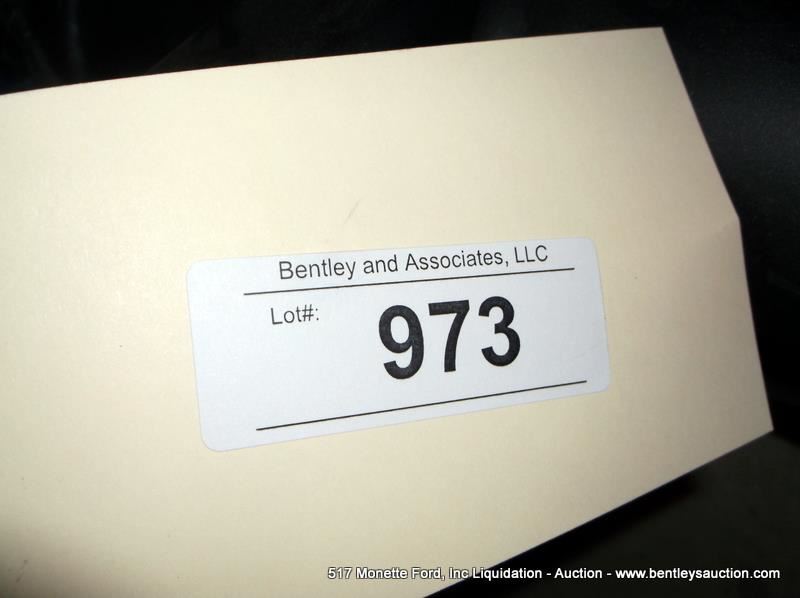 Bentley and Associates, LLC
Lot#:
973
517 Monette Ford, Inc Liquidation - Auction - www.bentleysauction.com